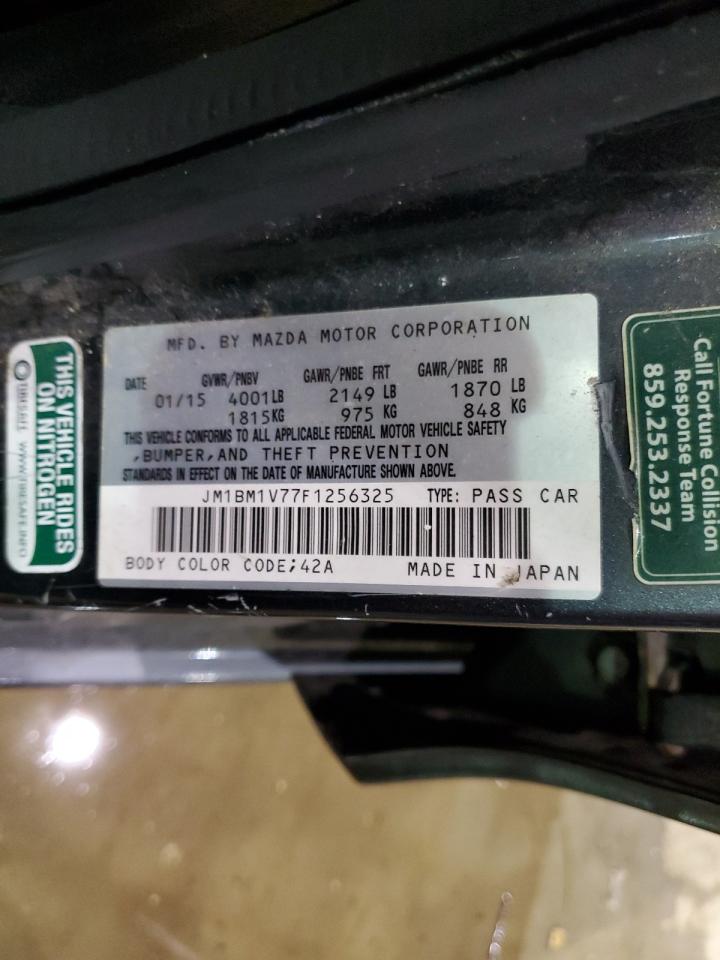 MFD. BY MAZDA MOTOR CORPORATION
DATE GVWR/PNBV GAWR/PNBE FRT GAWR/PNBE RR
01/15 4001LB 2149 LB 1870 LB
1815KG 975 KG 848 KG
THIS VEHICLE CONFORMS TO ALL APPLICABLE FEDERAL MOTOR VEHICLE SAFETY
,BUMPER,AND THEFT PREVENTION
STANDARDS IN EFFECT ON THE DATE OF MANUFACTURE SHOWN ABOVE.
JM1BM1V77F1256325 TYPE: PASS CAR
BODY COLOR CODE;42A MADE IN JAPAN
THIS VEHICLE RIDES
ON NITROGEN
WWW.TIRESAFE.INFO
Call Fortune Collision
Response Team
859.253.2337